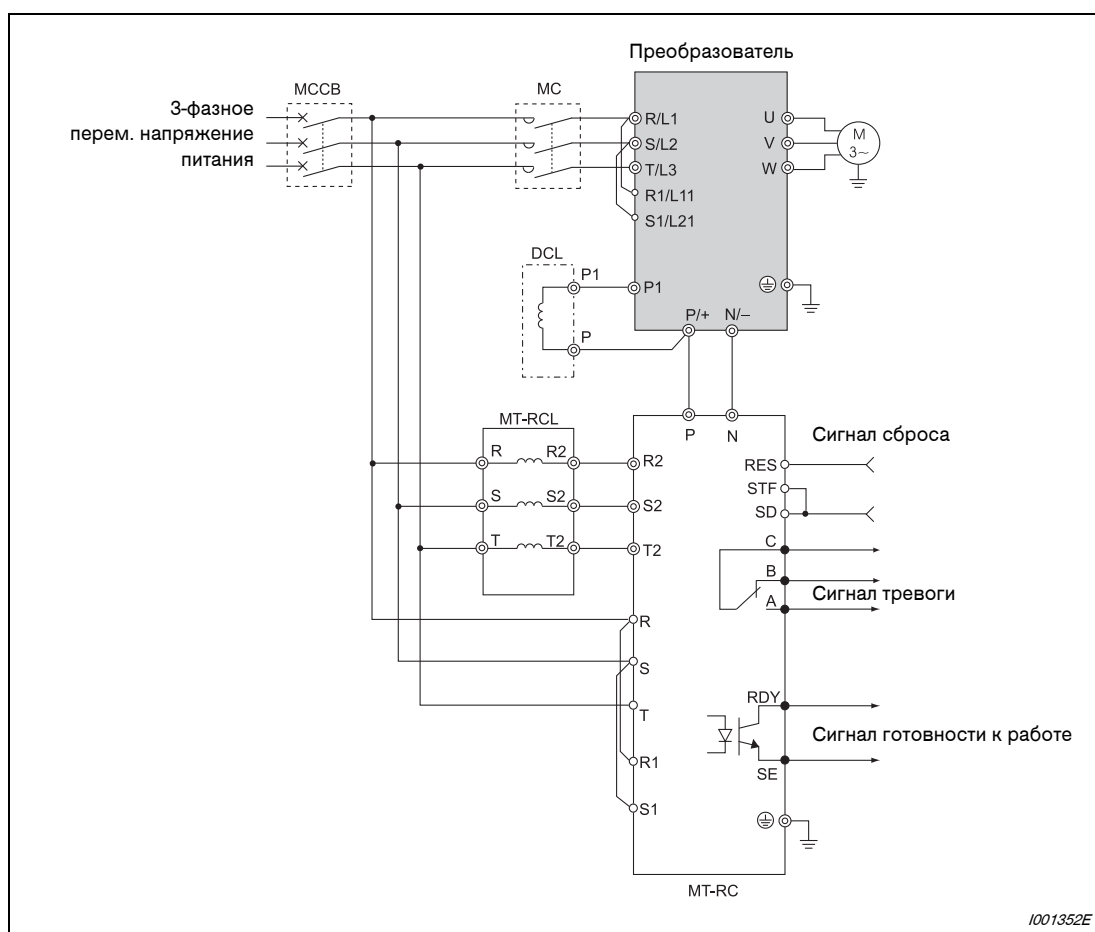 Преобразователь
MCCB
MC
3-фазное
перем. напряжение
питания
R/L1
S/L2
T/L3
R1/L11
S1/L21
U
V
W
M
3~
DCL
P1
P1
P
P/+
N/–
MT-RCL
P
N
R
R2
R2
S
S2
S2
T
T2
T2
RES
STF
SD
Сигнал сброса
C
B
A
Сигнал тревоги
R
S
T
R1
S1
RDY
SE
Сигнал готовности к работе
MT-RC
I001352E